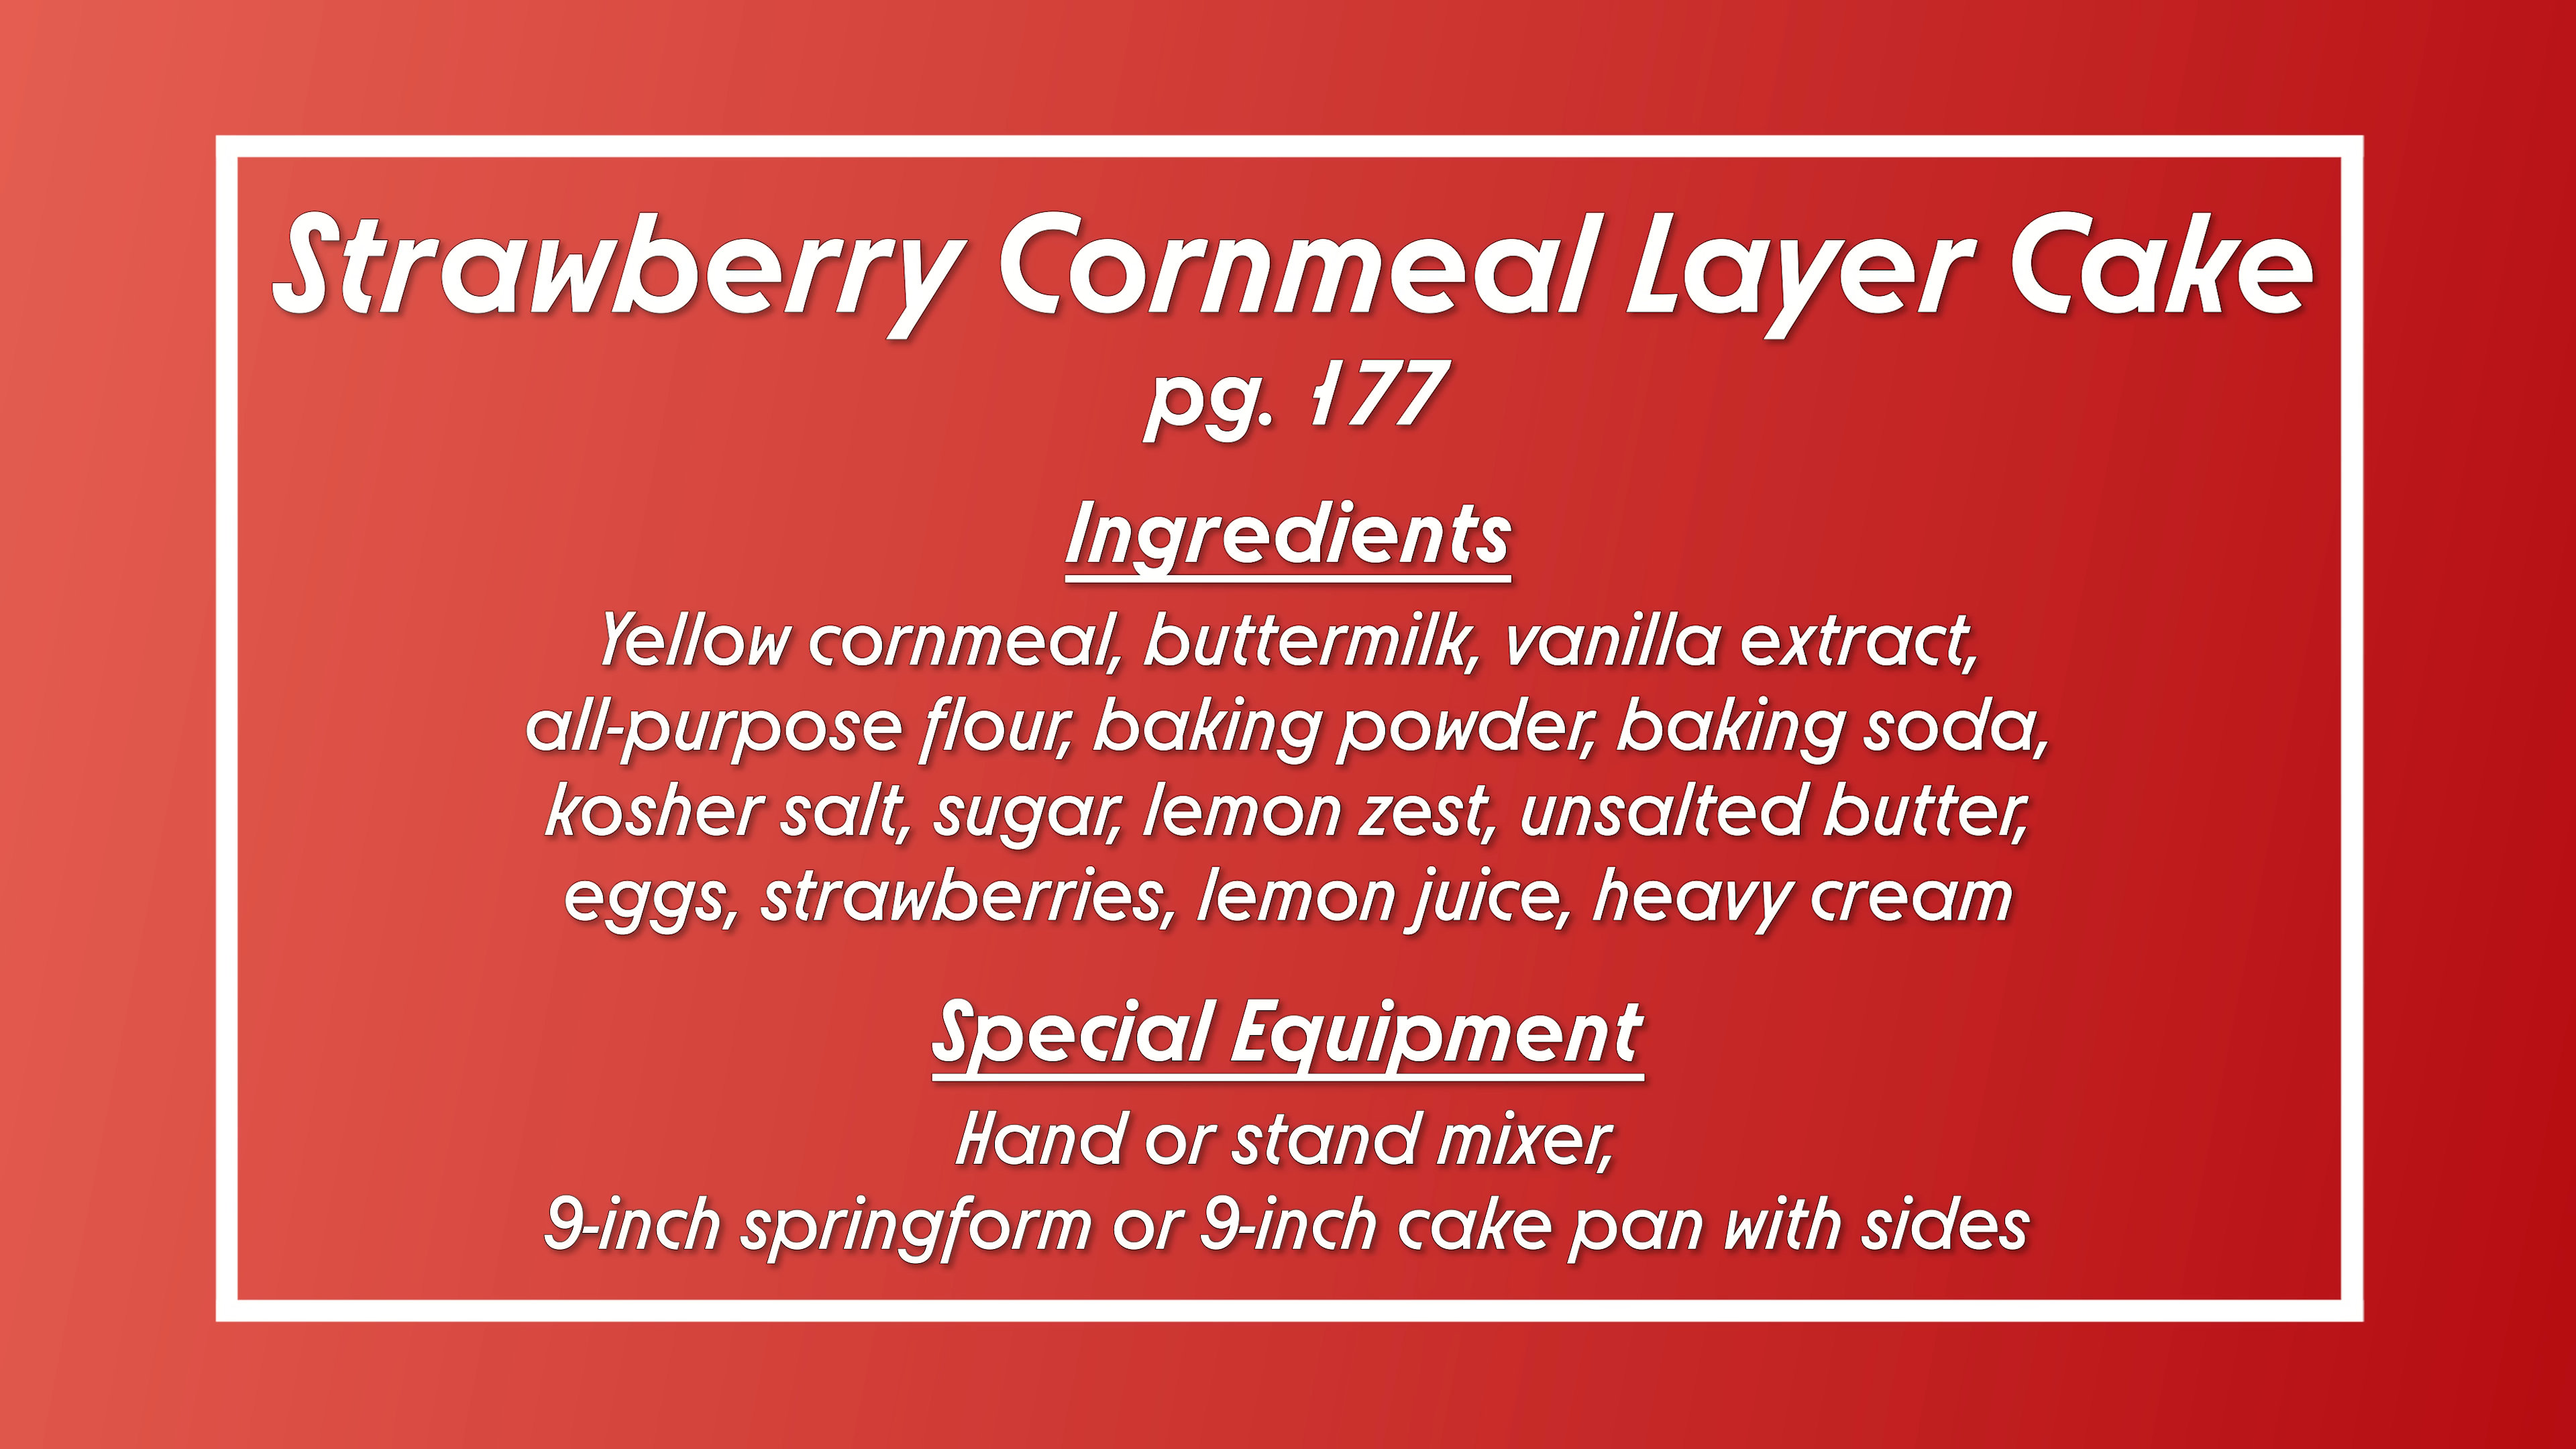 Strawberry Cornmeal Layer Cake
pg. 177
Ingredients
Yellow cornmeal, buttermilk, vanilla extract,
all-purpose flour, baking powder, baking soda,
kosher salt, sugar, lemon zest, unsalted butter,
eggs, strawberries, lemon juice, heavy cream
Special Equipment
Hand or stand mixer,
9-inch springform or 9-inch cake pan with sides